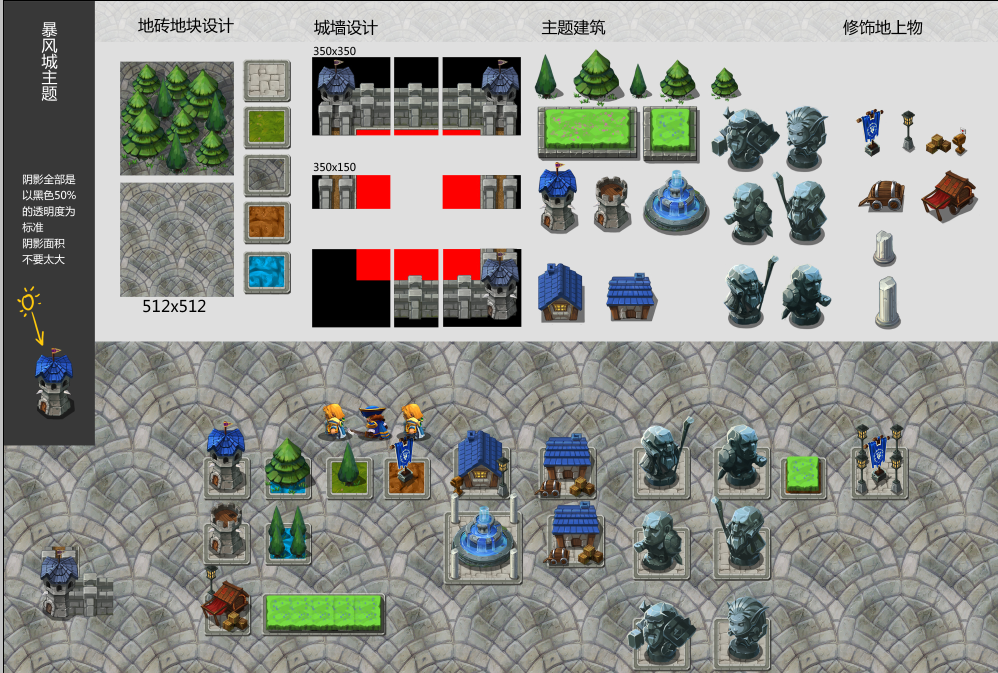 暴风城主题
阴影全部是
以黑色50%
的透明度为
标准
阴影面积
不要太大
地砖地块设计
512x512
城墙设计
350x350
350x150
主题建筑
修饰地上物